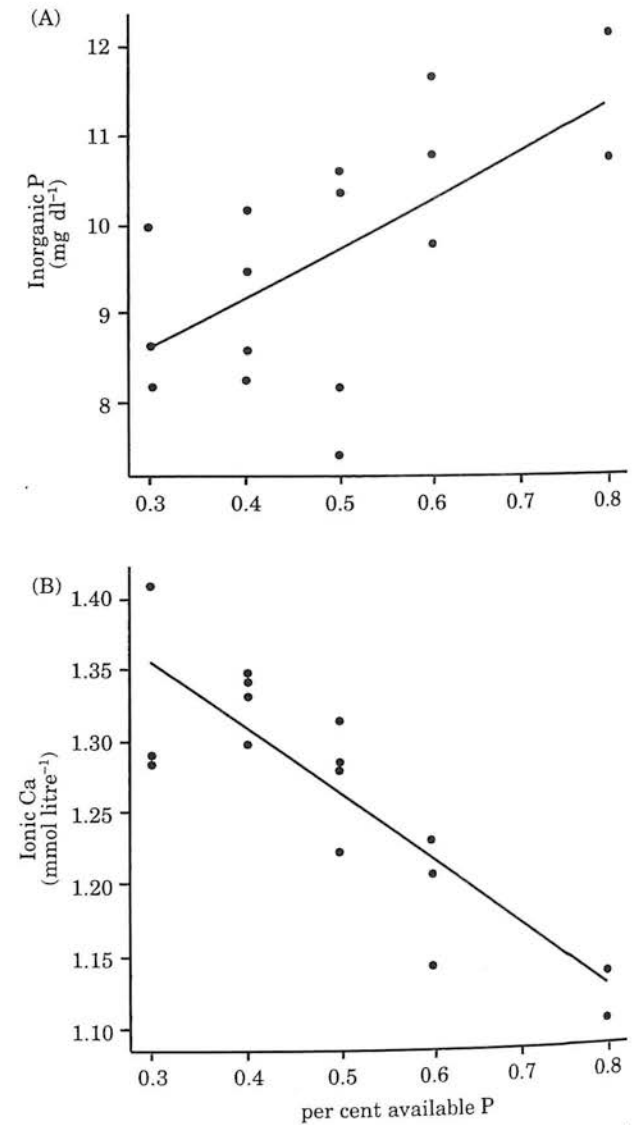 (A)
12
11
10
9
8
Inorganic P
(mg dl⁻¹)
0.3 0.4 0.5 0.6 0.7 0.8
(B)
1.40
1.35
1.30
1.25
1.20
1.15
1.10
Ionic Ca
(mmol litre⁻¹)
0.3 0.4 0.5 0.6 0.7 0.8
per cent available P